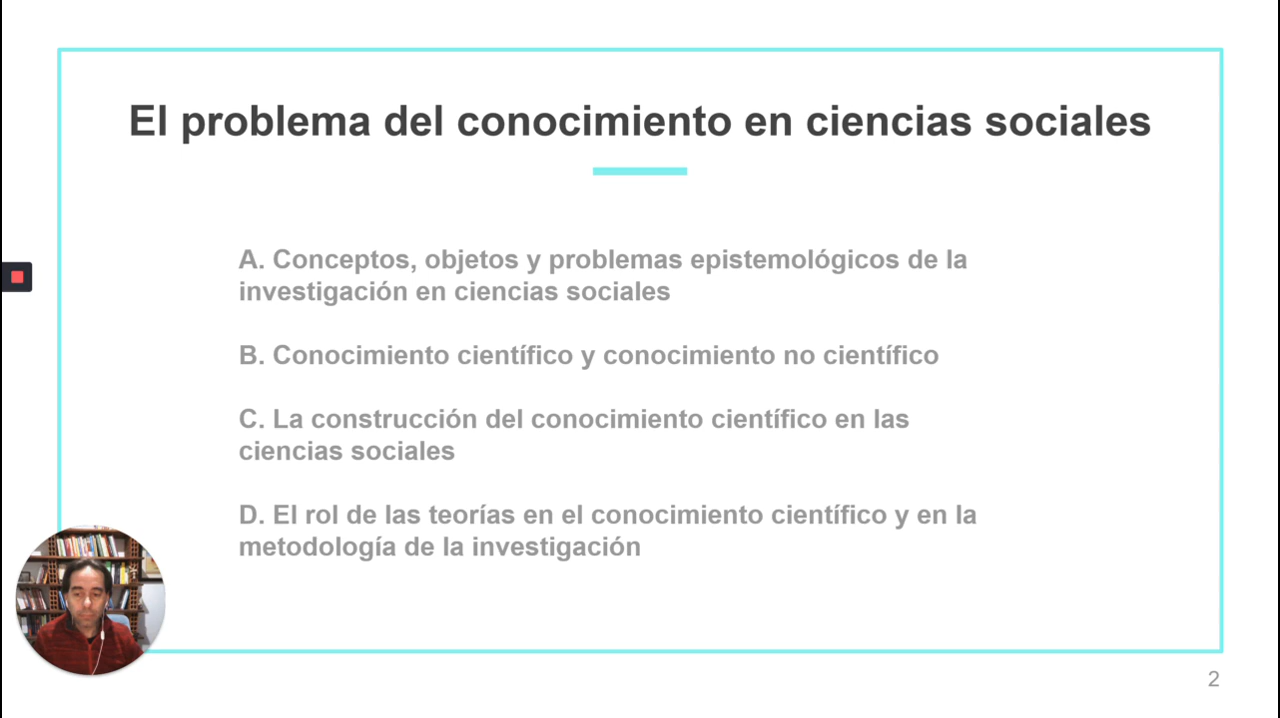 El problema del conocimiento en ciencias sociales
A. Conceptos, objetos y problemas epistemológicos de la
investigación en ciencias sociales
B. Conocimiento científico y conocimiento no científico
C. La construcción del conocimiento científico en las
ciencias sociales
D. El rol de las teorías en el conocimiento científico y en la
metodología de la investigación
2